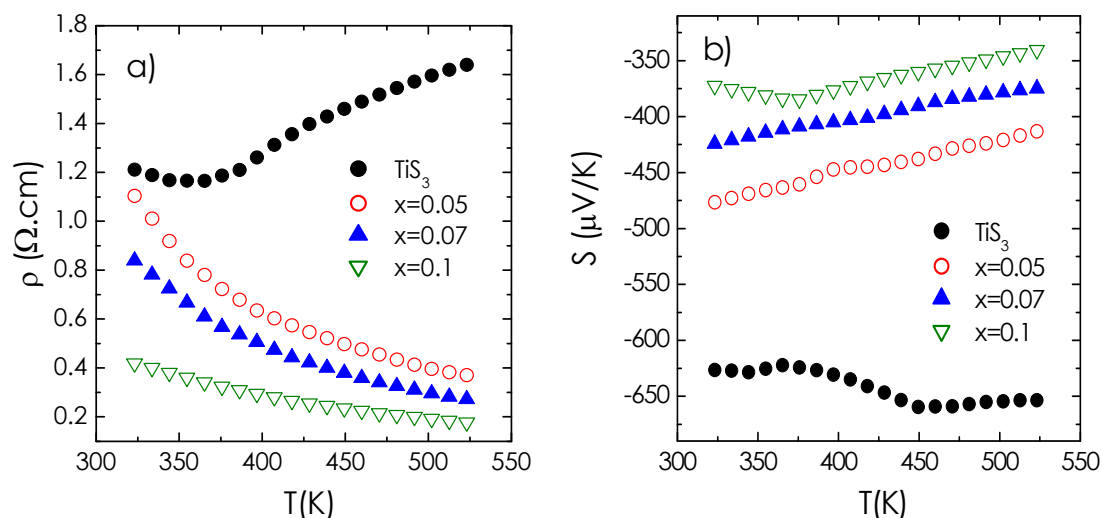 a)
1.8
1.6
1.4
1.2
1.0
0.8
0.6
0.4
0.2
ρ (Ω.cm)
TiS₃
x=0.05
x=0.07
x=0.1
300 350 400 450 500 550
T(K)
b)
-350
-400
-450
-500
-550
-600
-650
S (μV/K)
TiS₃
x=0.05
x=0.07
x=0.1
300 350 400 450 500 550
T(K)